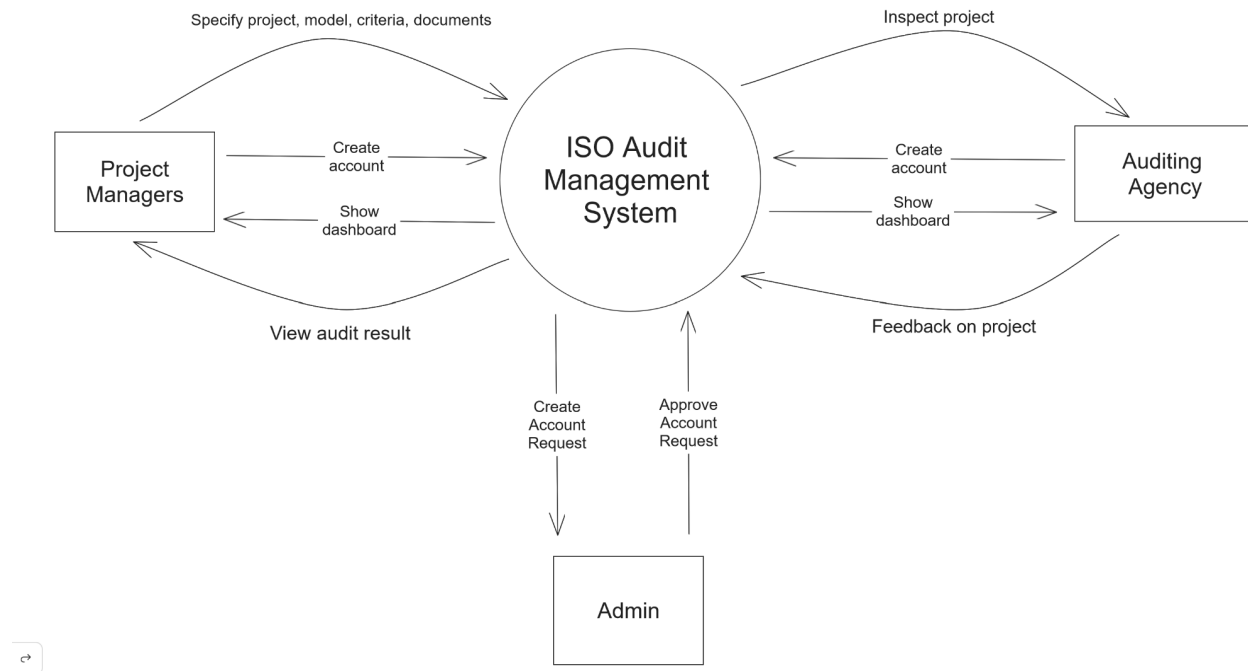 Specify project, model, criteria, documents
Inspect project
Project
Managers
Create
account
Show
dashboard
ISO Audit
Management
System
Create
account
Show
dashboard
Auditing
Agency
View audit result
Feedback on project
Create
Account
Request
Approve
Account
Request
Admin